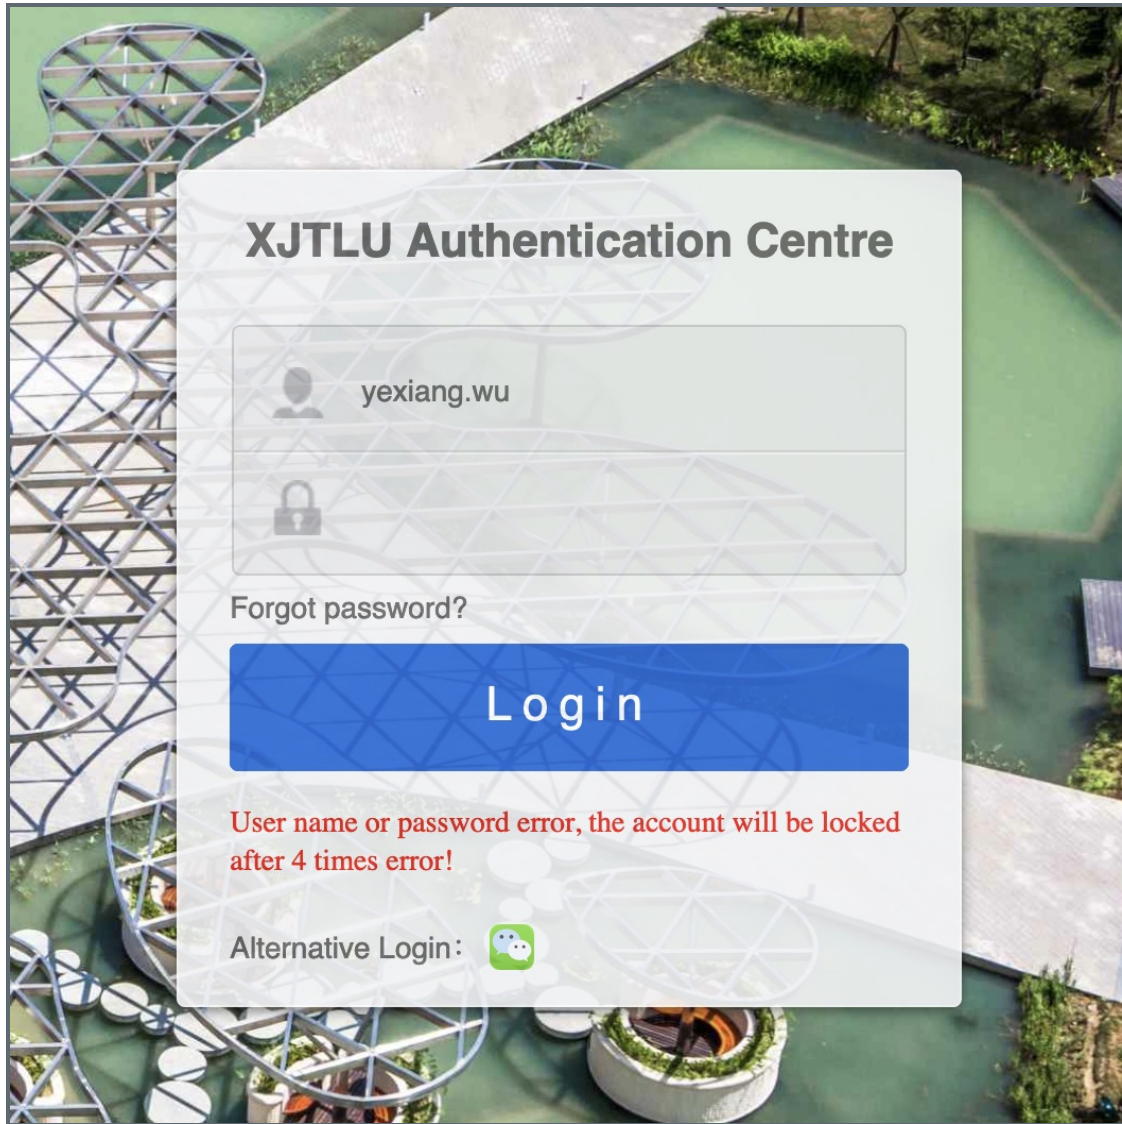 XJTLU Authentication Centre
yexiang.wu
Forgot password?
Login
User name or password error, the account will be locked
after 4 times error!
Alternative Login：